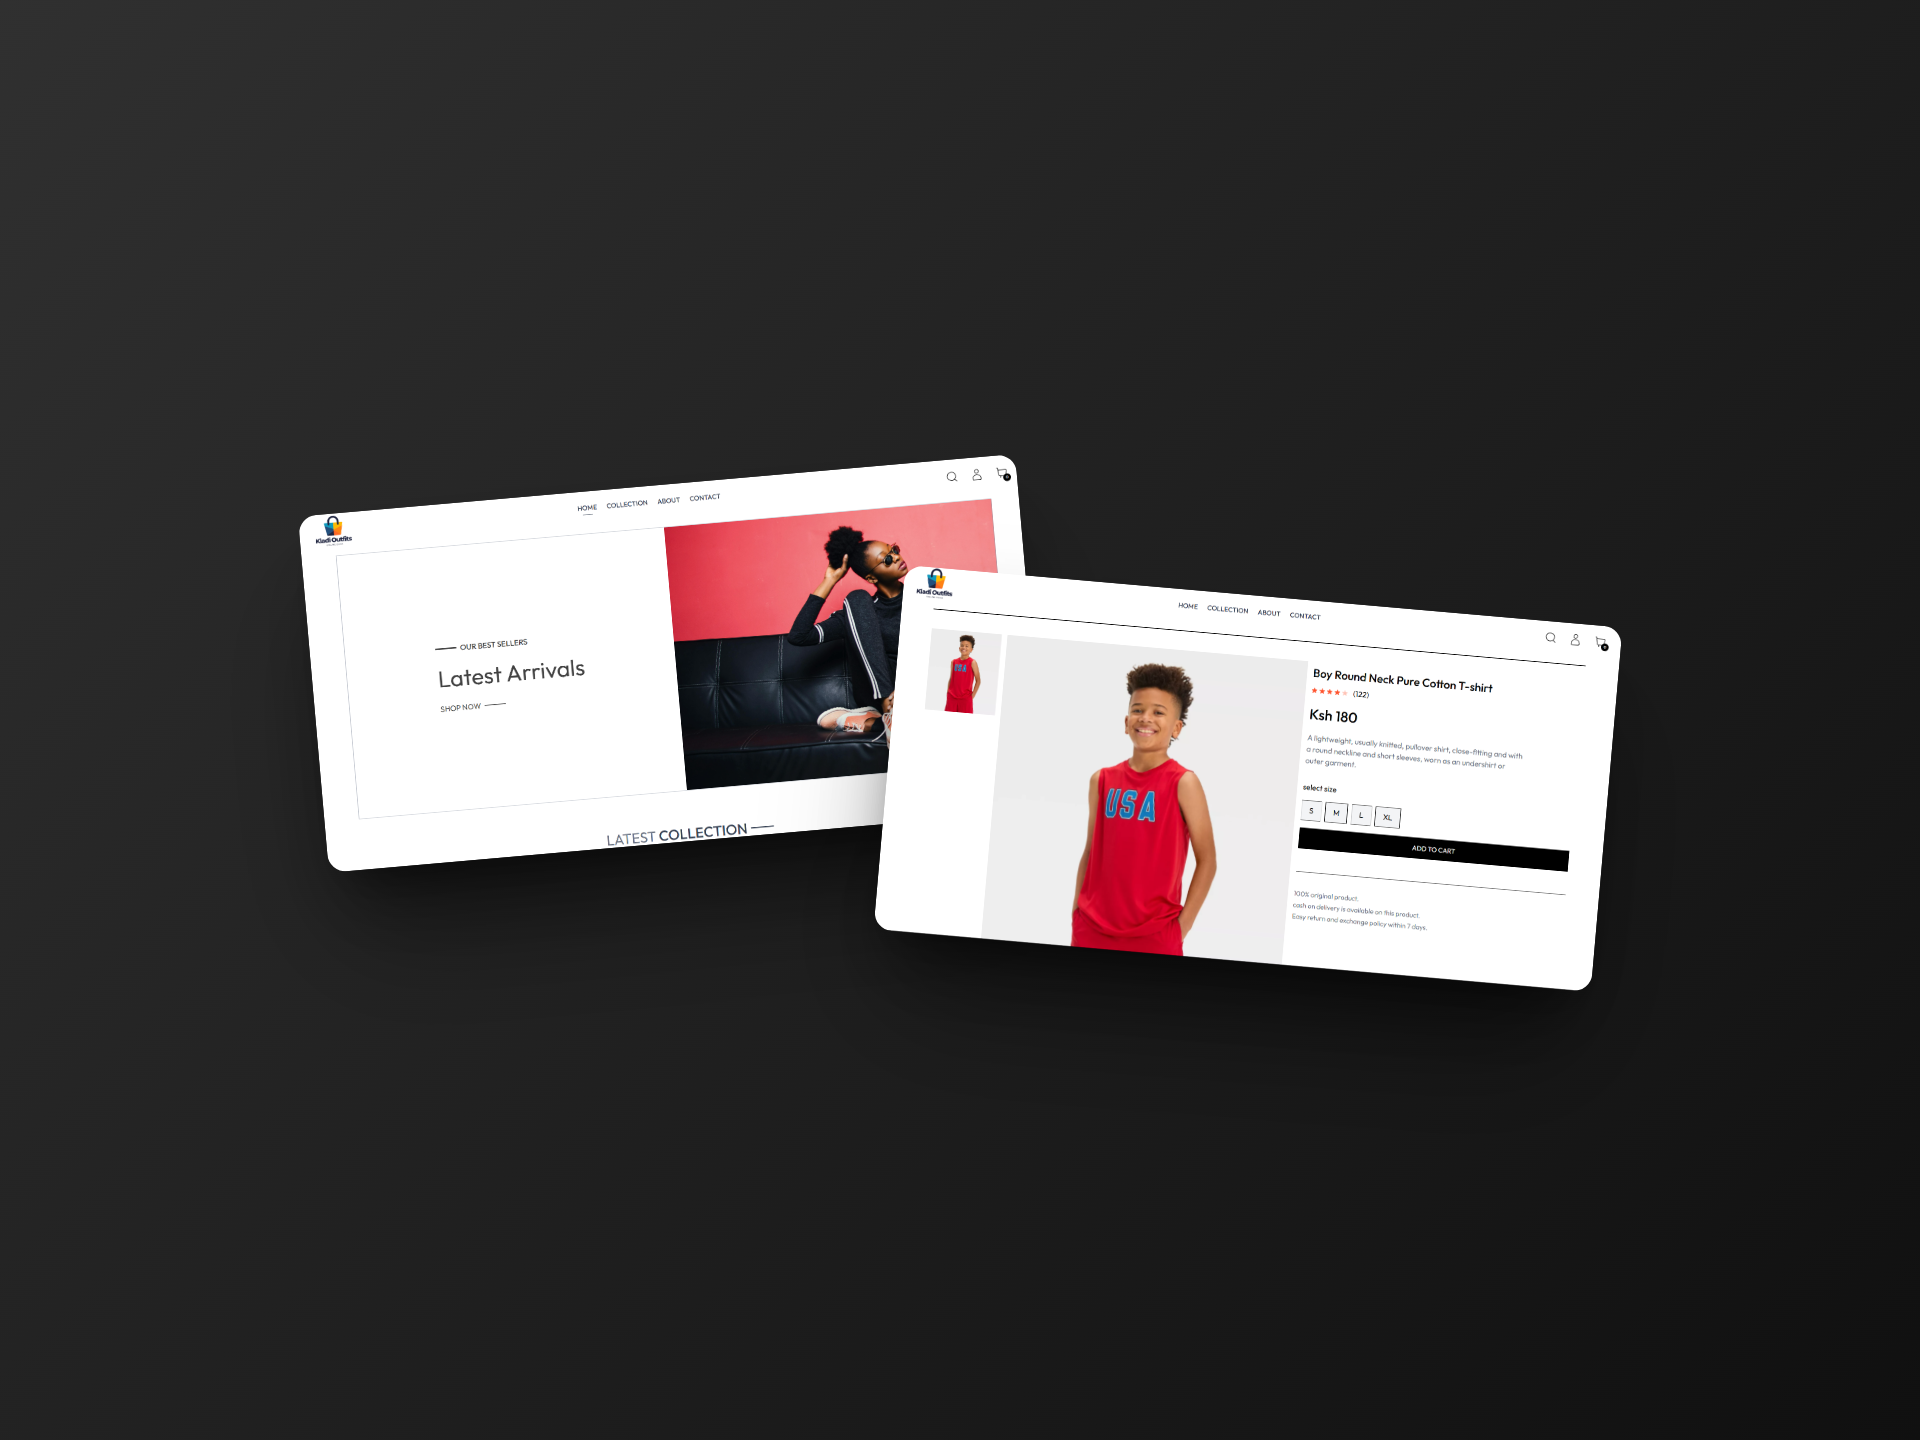 Kladi Outfits
HOME COLLECTION ABOUT CONTACT
OUR BEST SELLERS
Latest Arrivals
SHOP NOW
LATEST COLLECTION
Kladi Outfits
HOME COLLECTION ABOUT CONTACT
USA
USA
Boy Round Neck Pure Cotton T-shirt
(122)
Ksh 180
A lightweight, usually knitted, pullover shirt, close-fitting and with
a round neckline and short sleeves, worn as an undershirt or
outer garment.
select size
S M L XL
ADD TO CART
100% original product.
cash on delivery is available on this product.
Easy return and exchange policy within 7 days.